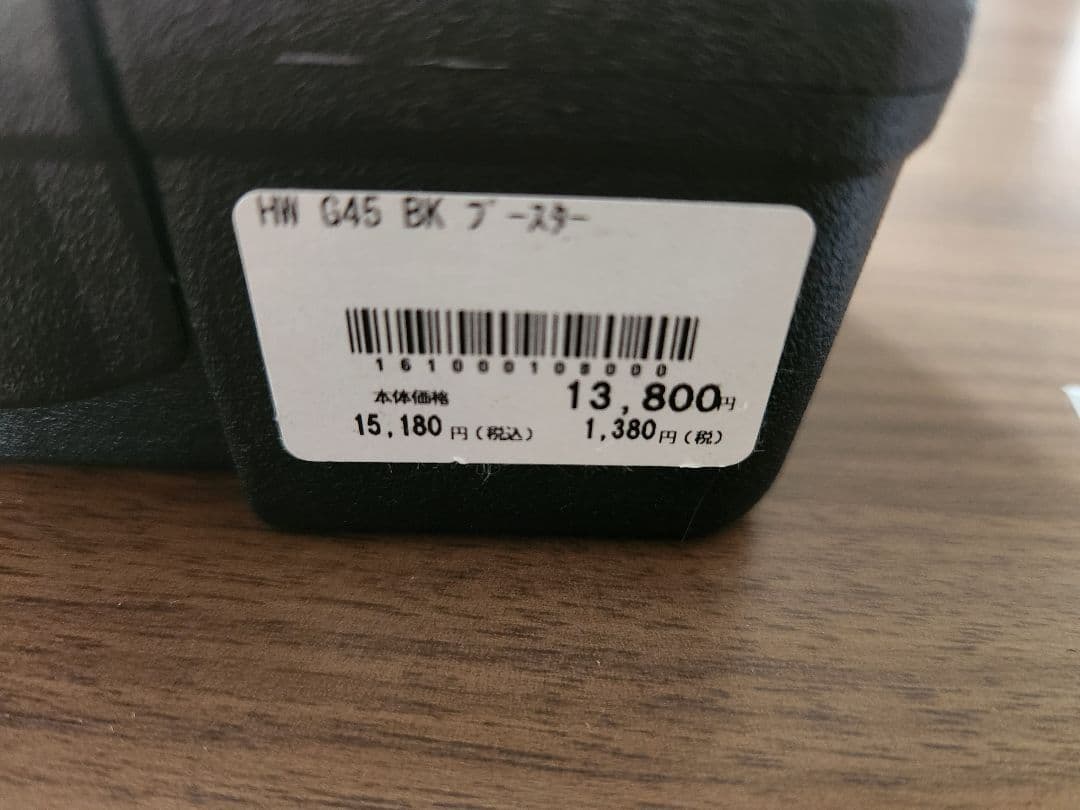 HW G45 BK ブースター
161000108000
本体価格 13,800円
15,180円(税込) 1,380円(税)